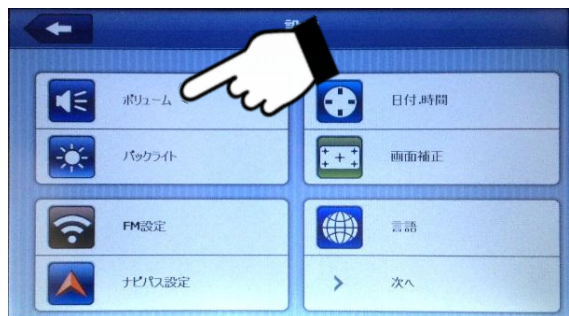 ボリューム
日付.時間
バックライト
画面補正
FM設定
言語
ナビパス設定
次へ